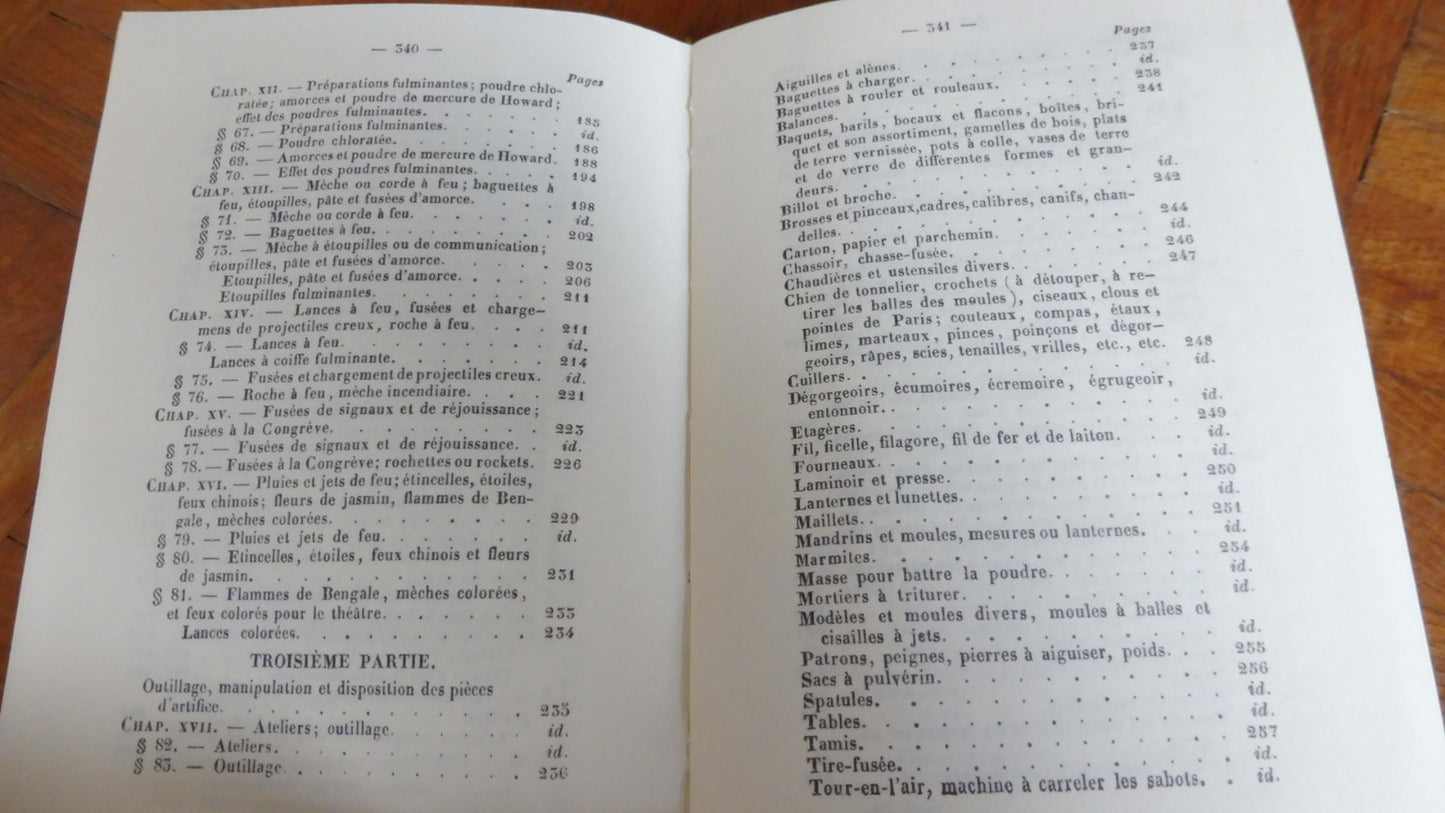 — 340 —
Pages
CHAP. XII. — Préparations fulminantes; poudre chlo-
ratée; amorces et poudre de mercure de Howard;
effet des poudres fulminantes. . . . . . . 185
§ 67. — Préparations fulminantes. . . . . . id.
§ 68. — Poudre chloratée. . . . . . . . 186
§ 69. — Amorces et poudre de mercure de Howard. 188
§ 70. — Effet des poudres fulminantes. . . . . 194
CHAP. XIII. — Mèche ou corde à feu; baguettes à
feu, étoupilles, pâte et fusées d'amorce. . . . . 198
§ 71. — Mèche ou corde à feu. . . . . . . id.
§ 72. — Baguettes à feu. . . . . . . . . 202
§ 73. — Mèche à étoupilles ou de communication;
étoupilles, pâte et fusées d'amorce. . . . . 203
Etoupilles, pâte et fusées d'amorce. . . . . 206
Etoupilles fulminantes. . . . . . . . . 211
CHAP. XIV. — Lances à feu, fusées et charge-
mens de projectiles creux, roche à feu. . . . 211
§ 74. — Lances à feu. . . . . . . . . id.
Lances à coiffe fulminante. . . . . . . 214
§ 75. — Fusées et chargement de projectiles creux. id.
§ 76. — Roche à feu, mèche incendiaire. . . . . 221
CHAP. XV. — Fusées de signaux et de réjouissance;
fusées à la Congrève. . . . . . . . . 223
§ 77. — Fusées de signaux et de réjouissance. . id.
§ 78. — Fusées à la Congrève; rochettes ou rockets. 226
CHAP. XVI. — Pluies et jets de feu; étincelles, étoiles,
feux chinois; fleurs de jasmin, flammes de Ben-
gale, mèches colorées. . . . . . . . . 229
§ 79. — Pluies et jets de feu. . . . . . . id.
§ 80. — Etincelles, étoiles, feux chinois et fleurs
de jasmin. . . . . . . . . . . . 231
§ 81. — Flammes de Bengale, mèches colorées,
et feux colorés pour le théâtre. . . . . . . 233
Lances colorées. . . . . . . . . . 234
TROISIÈME PARTIE.
Outillage, manipulation et disposition des pièces
d'artifice. . . . . . . . . . . . . 235
CHAP. XVII. — Ateliers; outillage. . . . . . . id.
§ 82. — Ateliers. . . . . . . . . . . id.
§ 83. — Outillage. . . . . . . . . . 236
— 341 —
Pages
Aiguilles et alènes. . . . . . . . . . 237
Baguettes à charger. . . . . . . . . . id.
Baguettes à rouler et rouleaux. . . . . . . 238
Balances. . . . . . . . . . . . . 241
Baquets, barils, bocaux et flacons, boîtes, bri-
quet et son assortiment, gamelles de bois, plats
de terre vernissée, pots à colle, vases de terre
et de verre de différentes formes et gran-
deurs. . . . . . . . . . . . . id.
Billot et broche. . . . . . . . . . . 242
Brosses et pinceaux, cadres, calibres, canifs, chan-
delles. . . . . . . . . . . . . 244
Carton, papier et parchemin. . . . . . . id.
Chassoir, chasse-fusée. . . . . . . . . 246
Chaudières et ustensiles divers. . . . . . . 247
Chien de tonnelier, crochets (à détouper, à re-
tirer les balles des moules), ciseaux, clous et
pointes de Paris; couteaux, compas, étaux,
limes, marteaux, pinces, poinçons et dégor-
geoirs, râpes, scies, tenailles, vrilles, etc., etc. 248
Cuillers. . . . . . . . . . . . . id.
Dégorgeoirs, écumoires, écremoire, égrugeoir,
entonnoir. . . . . . . . . . . . id.
Etagères. . . . . . . . . . . . . 249
Fil, ficelle, filagore, fil de fer et de laiton. . . . id.
Fourneaux. . . . . . . . . . . . id.
Laminoir et presse. . . . . . . . . . 250
Lanternes et lunettes. . . . . . . . . id.
Maillets. . . . . . . . . . . . . 251
Mandrins et moules, mesures ou lanternes. . . . id.
Marmites. . . . . . . . . . . . . 254
Masse pour battre la poudre. . . . . . . id.
Mortiers à triturer. . . . . . . . . . id.
Modèles et moules divers, moules à balles et
cisailles à jets. . . . . . . . . . . id.
Patrons, peignes, pierres à aiguiser, poids. . . 255
Sacs à pulvérin. . . . . . . . . . . 256
Spatules. . . . . . . . . . . . . id.
Tables. . . . . . . . . . . . . id.
Tamis. . . . . . . . . . . . . 257
Tire-fusée. . . . . . . . . . . . id.
Tour-en-l'air, machine à carreler les sabots. . . id.